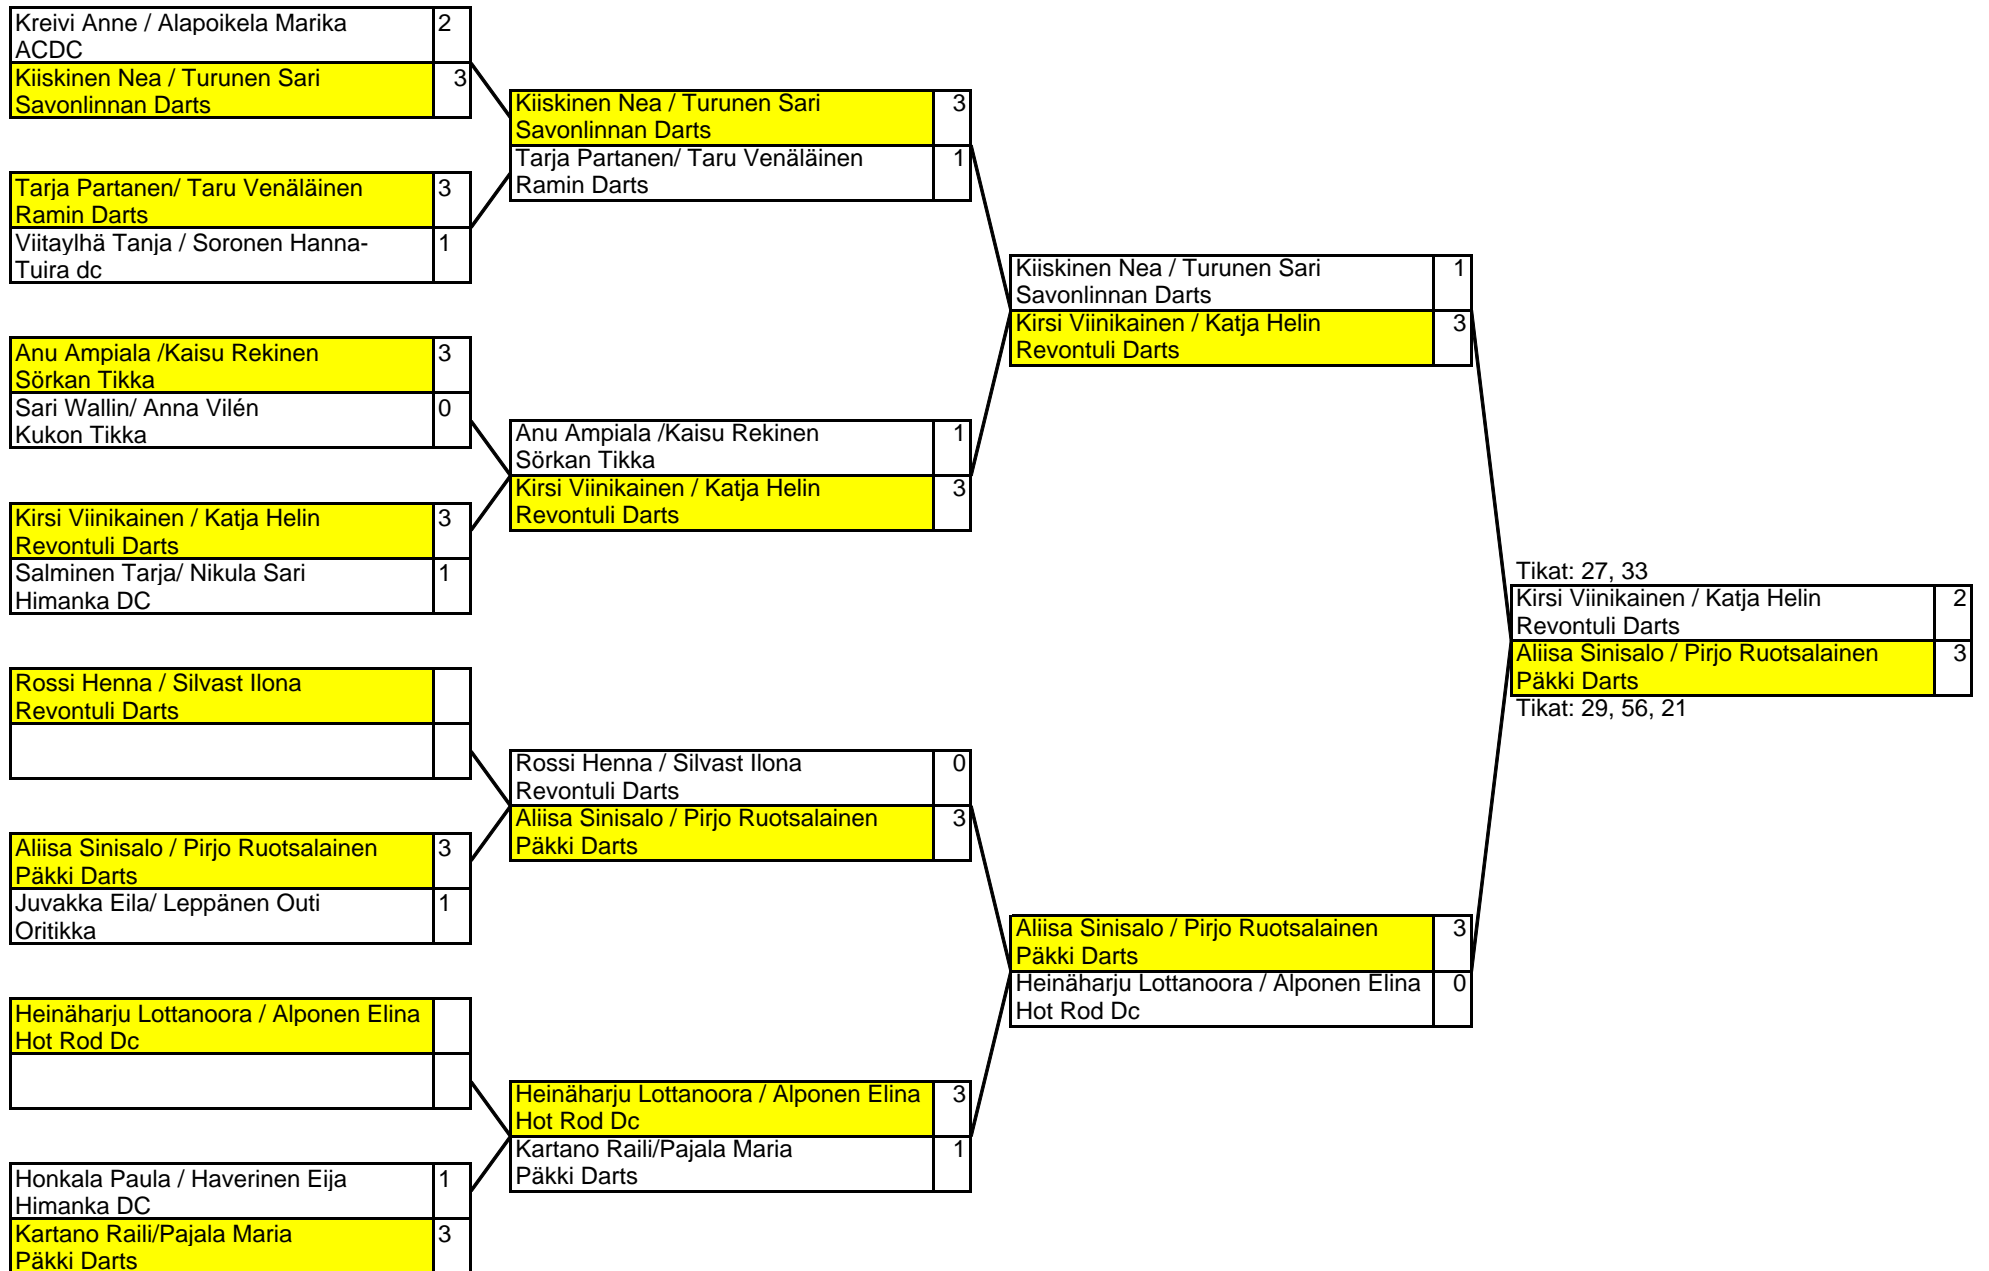 Kreivi Anne / Alapoikela Marika 2
ACDC
Kiiskinen Nea / Turunen Sari 3
Savonlinnan Darts
Tarja Partanen/ Taru Venäläinen 3
Ramin Darts
Viitaylhä Tanja / Soronen Hanna- 1
Tuira dc
Anu Ampiala /Kaisu Rekinen 3
Sörkan Tikka
Sari Wallin/ Anna Vilén 0
Kukon Tikka
Kirsi Viinikainen / Katja Helin 3
Revontuli Darts
Salminen Tarja/ Nikula Sari 1
Himanka DC
Rossi Henna / Silvast Ilona
Revontuli Darts
Aliisa Sinisalo / Pirjo Ruotsalainen 3
Päkki Darts
Juvakka Eila/ Leppänen Outi 1
Oritikka
Heinäharju Lottanoora / Alponen Elina
Hot Rod Dc
Honkala Paula / Haverinen Eija 1
Himanka DC
Kartano Raili/Pajala Maria 3
Päkki Darts
Kiiskinen Nea / Turunen Sari 3
Savonlinnan Darts
Tarja Partanen/ Taru Venäläinen 1
Ramin Darts
Anu Ampiala /Kaisu Rekinen 1
Sörkan Tikka
Kirsi Viinikainen / Katja Helin 3
Revontuli Darts
Rossi Henna / Silvast Ilona 0
Revontuli Darts
Aliisa Sinisalo / Pirjo Ruotsalainen 3
Päkki Darts
Heinäharju Lottanoora / Alponen Elina 3
Hot Rod Dc
Kartano Raili/Pajala Maria 1
Päkki Darts
Kiiskinen Nea / Turunen Sari 1
Savonlinnan Darts
Kirsi Viinikainen / Katja Helin 3
Revontuli Darts
Aliisa Sinisalo / Pirjo Ruotsalainen 3
Päkki Darts
Heinäharju Lottanoora / Alponen Elina 0
Hot Rod Dc
Tikat: 27, 33
Kirsi Viinikainen / Katja Helin 2
Revontuli Darts
Aliisa Sinisalo / Pirjo Ruotsalainen 3
Päkki Darts
Tikat: 29, 56, 21